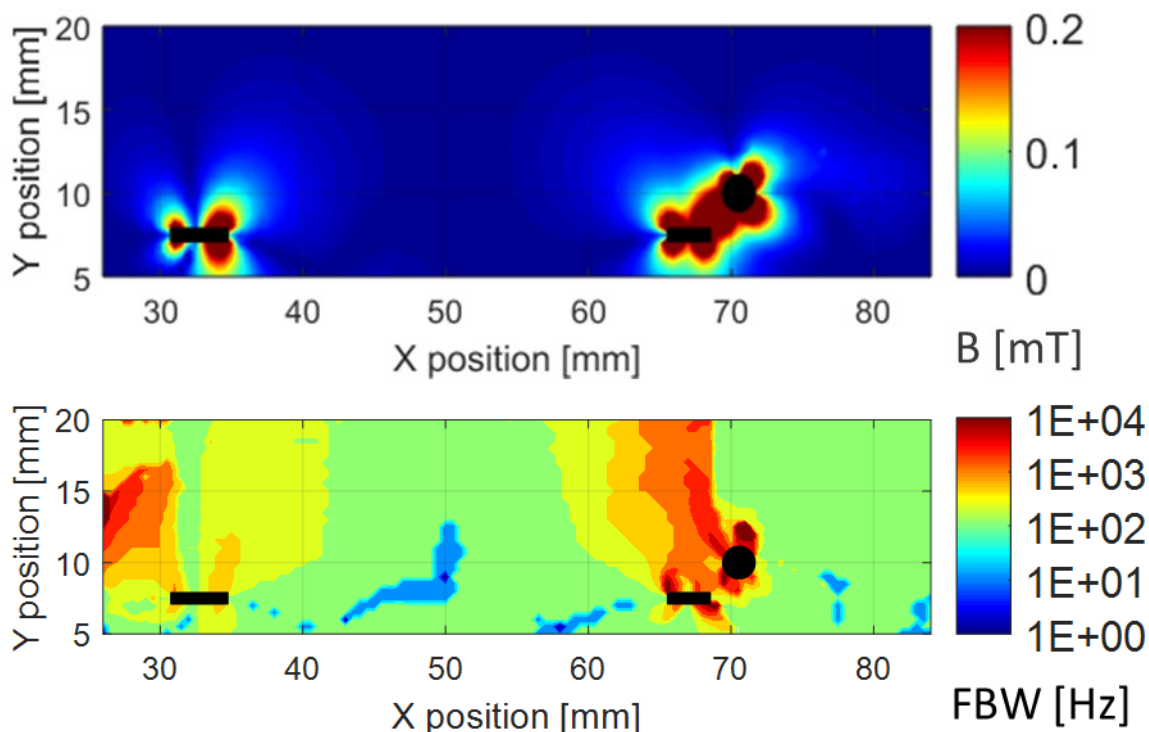 Y position [mm]
20
15
10
5
30 40 50 60 70 80
X position [mm]
0.2
0.1
0
B [mT]
Y position [mm]
20
15
10
5
30 40 50 60 70 80
X position [mm]
1E+04
1E+03
1E+02
1E+01
1E+00
FBW [Hz]